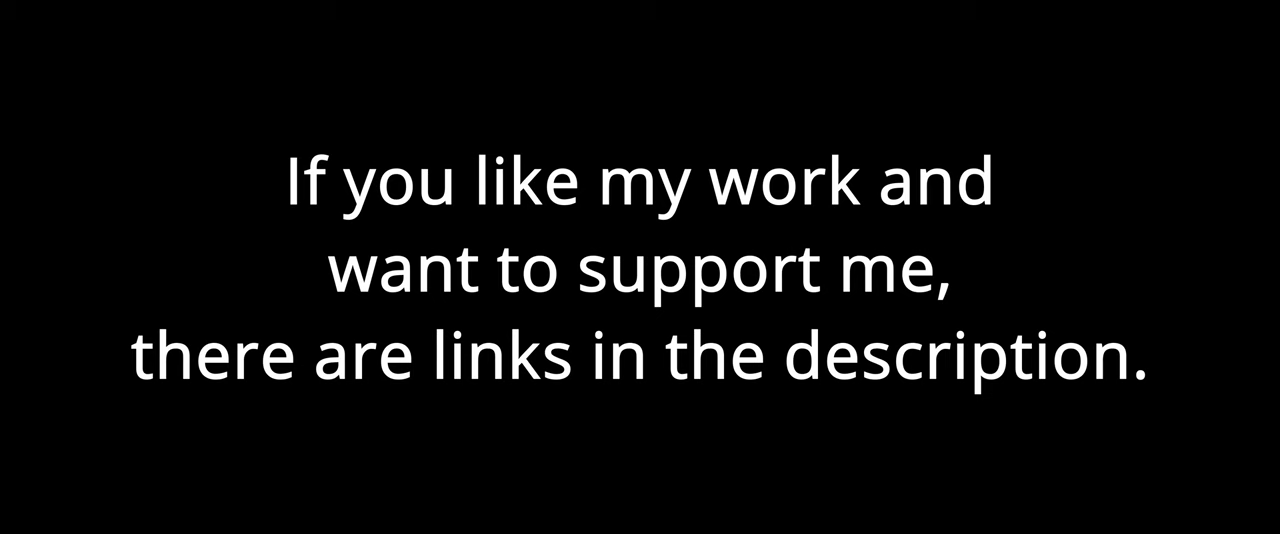 If you like my work and
want to support me,
there are links in the description.